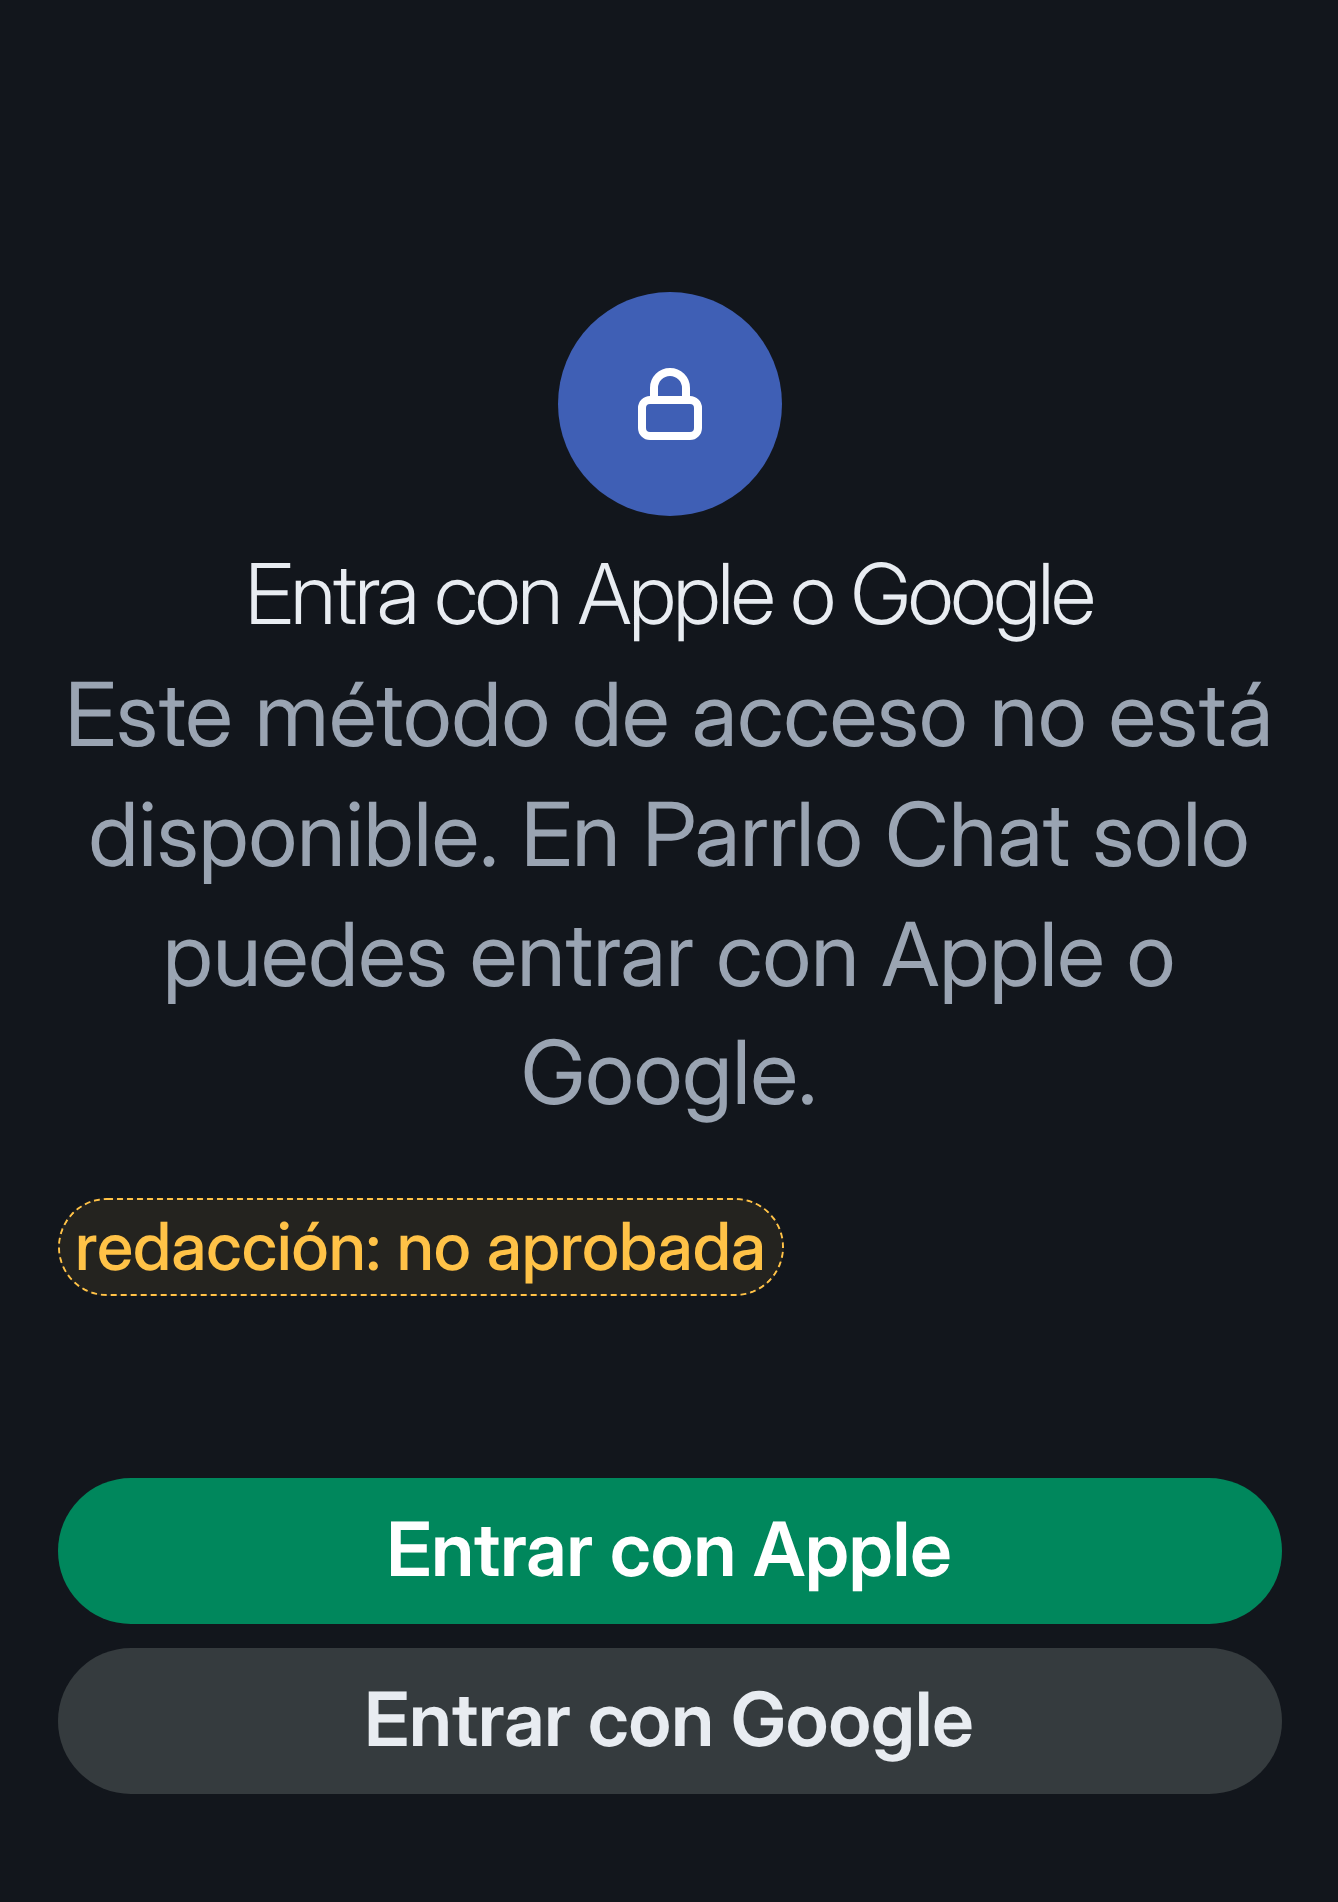 Entra con Apple o Google
Este método de acceso no está
disponible. En Parrlo Chat solo
puedes entrar con Apple o
Google.
redacción: no aprobada
Entrar con Apple
Entrar con Google